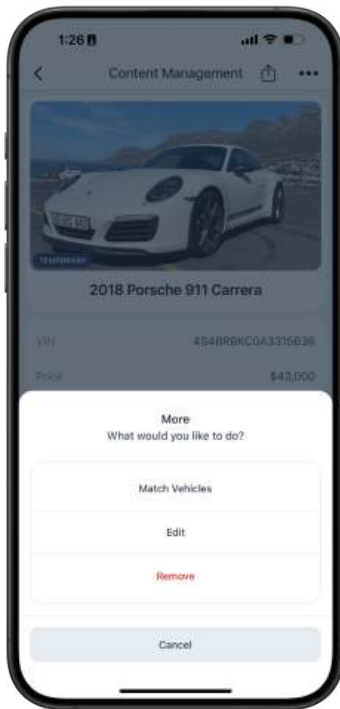 1:26
Content Management
TEMPORARY
2018 Porsche 911 Carrera
VIN
Price
$43,000
More
What would you like to do?
Match Vehicles
Edit
Remove
Cancel